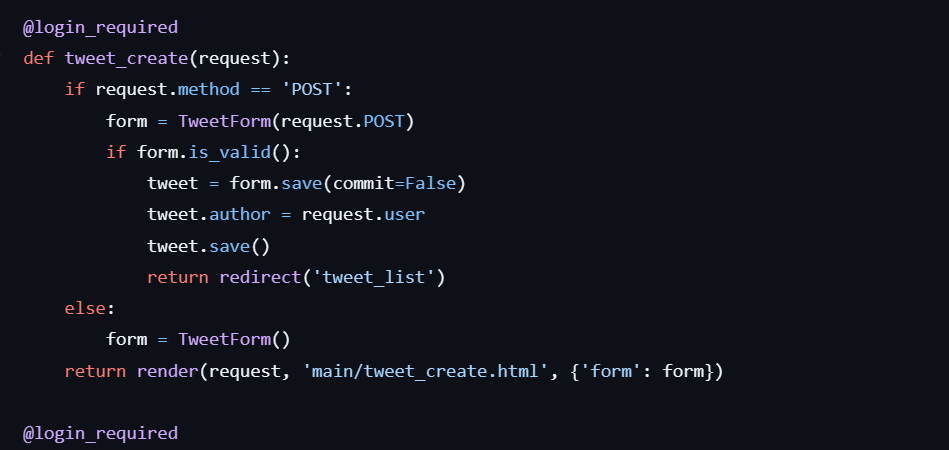 @login_required
def tweet_create(request):
    if request.method == 'POST':
        form = TweetForm(request.POST)
        if form.is_valid():
            tweet = form.save(commit=False)
            tweet.author = request.user
            tweet.save()
            return redirect('tweet_list')
    else:
        form = TweetForm()
    return render(request, 'main/tweet_create.html', {'form': form})

@login_required